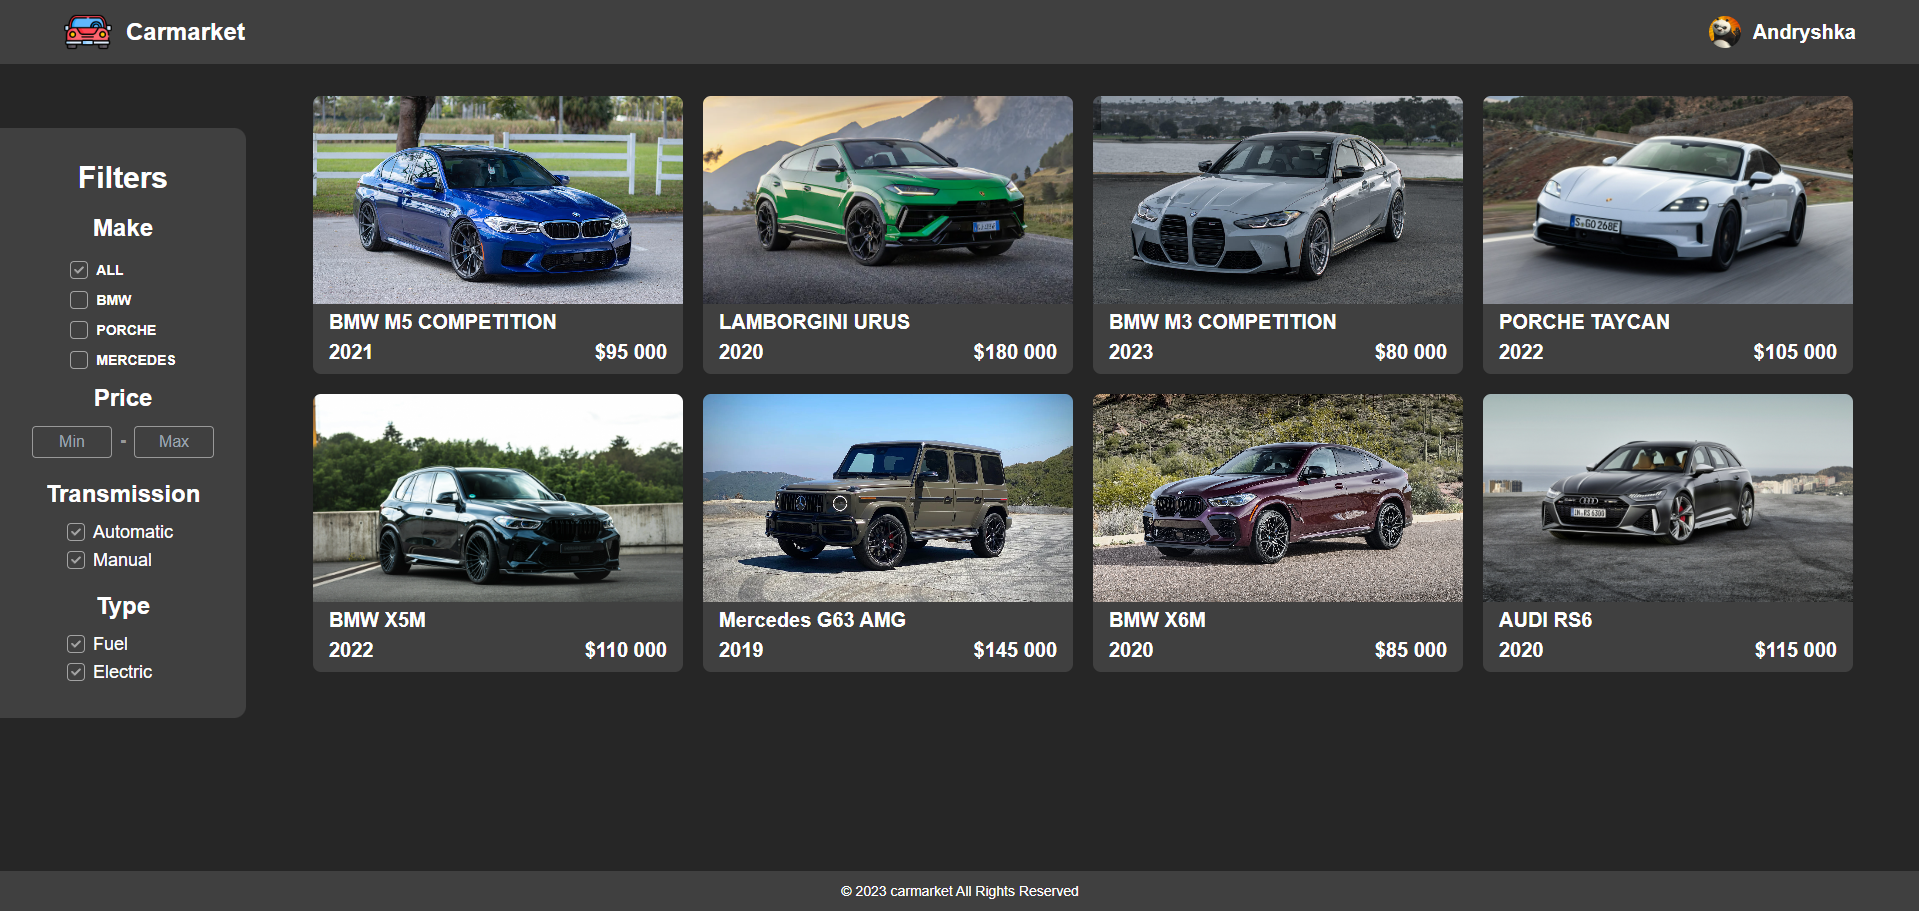 Carmarket
Andryshka
Filters
Make
ALL
BMW
PORCHE
MERCEDES
Price
Min - Max
Transmission
Automatic
Manual
Type
Fuel
Electric
BMW M5 COMPETITION
2021 $95 000
LAMBORGINI URUS
2020 $180 000
BMW M3 COMPETITION
2023 $80 000
S·GO 268E
PORCHE TAYCAN
2022 $105 000
BMW X5M
2022 $110 000
Mercedes G63 AMG
2019 $145 000
BMW X6M
2020 $85 000
AUDI RS6
2020 $115 000
© 2023 carmarket All Rights Reserved